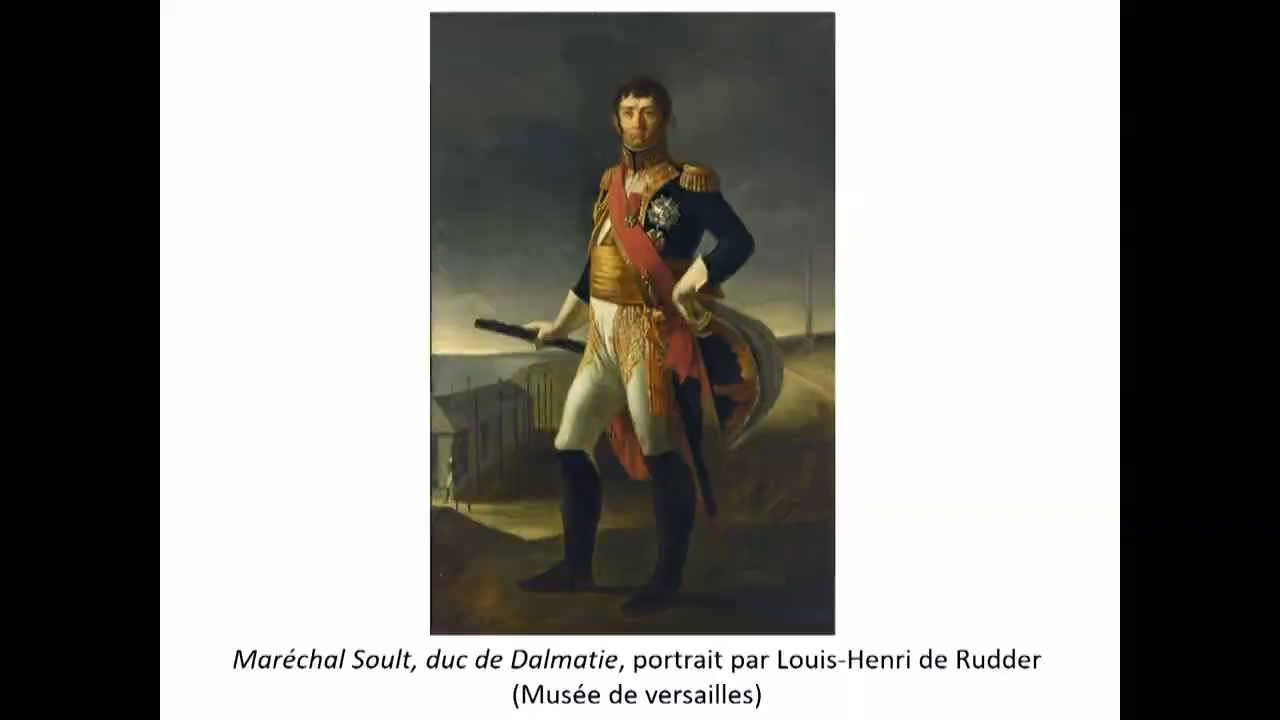 Maréchal Soult, duc de Dalmatie, portrait par Louis-Henri de Rudder
(Musée de versailles)